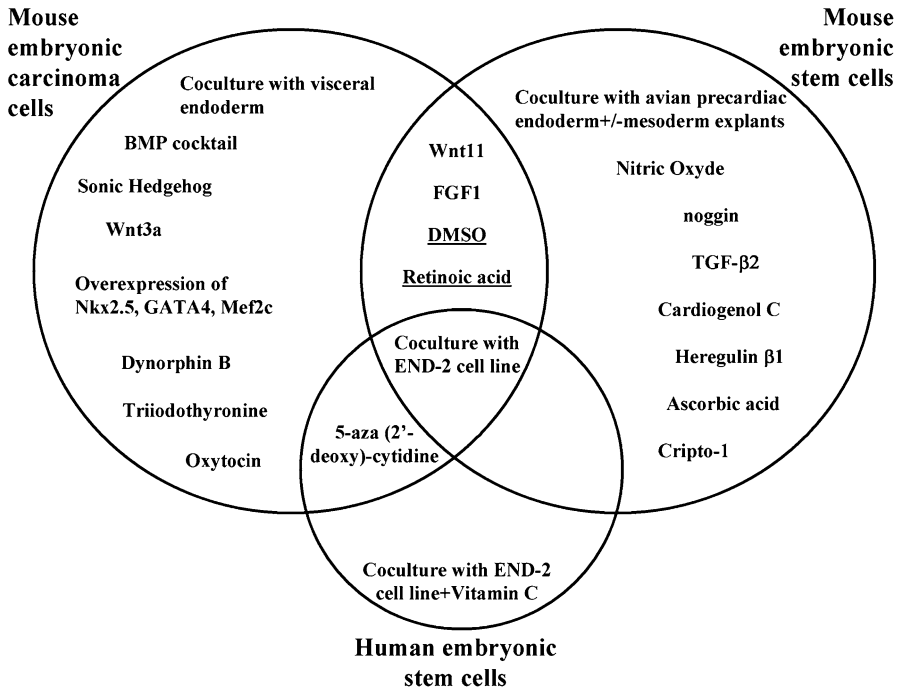 Mouse
embryonic
carcinoma
cells
Mouse
embryonic
stem cells
Coculture with visceral
endoderm
BMP cocktail
Sonic Hedgehog
Wnt3a
Overexpression of
Nkx2.5, GATA4, Mef2c
Dynorphin B
Triiodothyronine
Oxytocin
Wnt11
FGF1
DMSO
Retinoic acid
Coculture with
END-2 cell line
5-aza (2’-
deoxy)-cytidine
Coculture with avian precardiac
endoderm+/-mesoderm explants
Nitric Oxyde
noggin
TGF-β2
Cardiogenol C
Heregulin β1
Ascorbic acid
Cripto-1
Coculture with END-2
cell line+Vitamin C
Human embryonic
stem cells